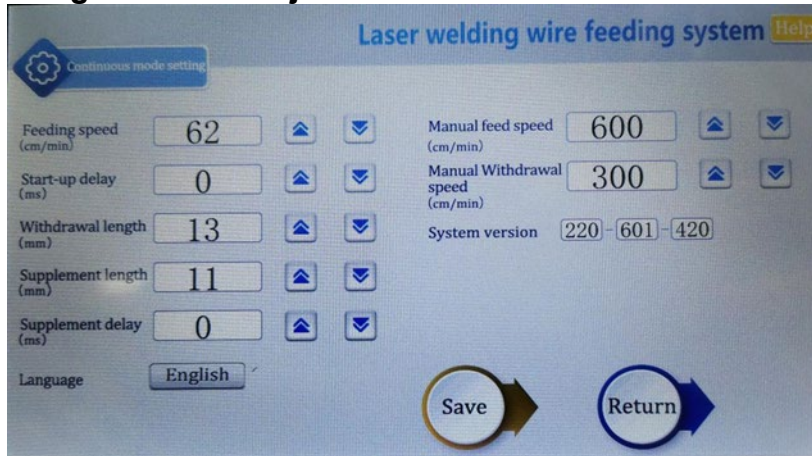 Laser welding wire feeding system
Help
Continuous mode setting
Feeding speed
(cm/min)
62
Start-up delay
(ms)
0
Withdrawal length
(mm)
13
Supplement length
(mm)
11
Supplement delay
(ms)
0
Language
English
Manual feed speed
(cm/min)
600
Manual Withdrawal
speed
(cm/min)
300
System version
220-601-420
Save
Return